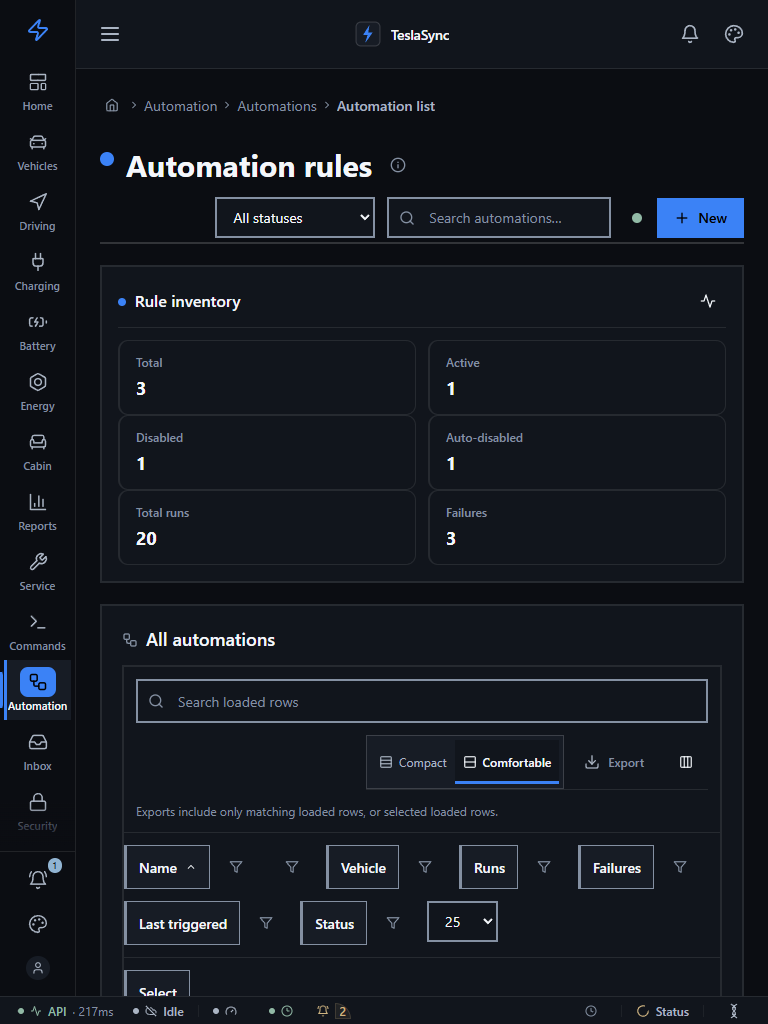 TeslaSync
Home
Vehicles
Driving
Charging
Battery
Energy
Cabin
Reports
Service
Commands
Automation
Inbox
Security
1
Automation Automations Automation list
Automation rules
All statuses Search automations... New
Rule inventory
Total
3
Active
1
Disabled
1
Auto-disabled
1
Total runs
20
Failures
3
All automations
Search loaded rows
Compact Comfortable Export
Exports include only matching loaded rows, or selected loaded rows.
Name Vehicle Runs Failures
Last triggered Status 25
Select
API · 217ms Idle 2 Status